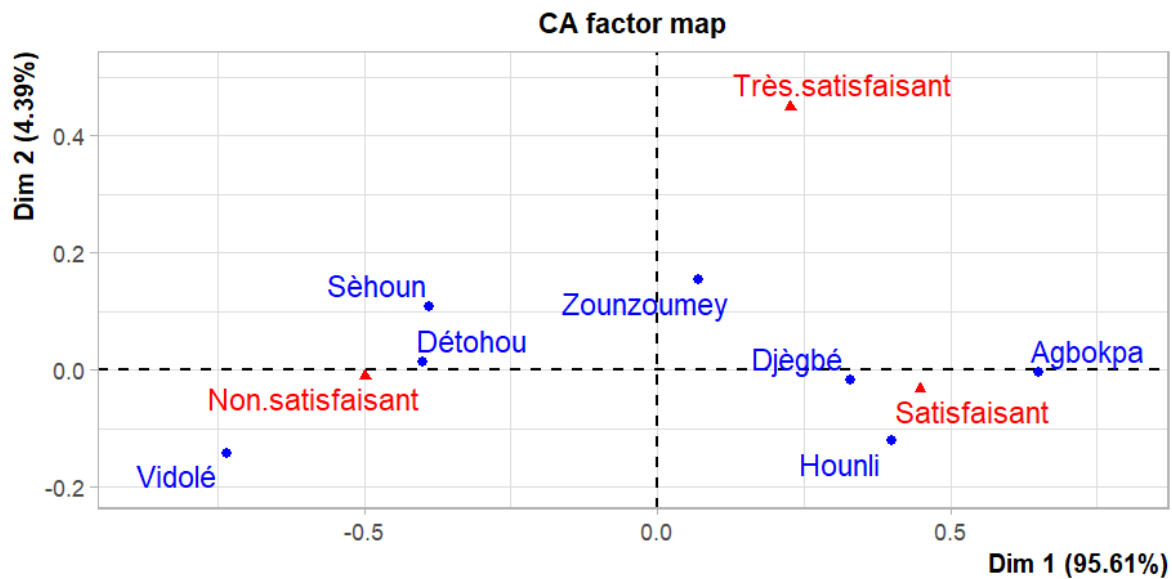 CA factor map
Dim 2 (4.39%)
0.4
0.2
0.0
-0.2
Très.satisfaisant
Sèhoun
Zounzoumey
Détohou
Djègbé
Agbokpa
Non.satisfaisant
Satisfaisant
Hounli
Vidolé
-0.5
0.0
0.5
Dim 1 (95.61%)